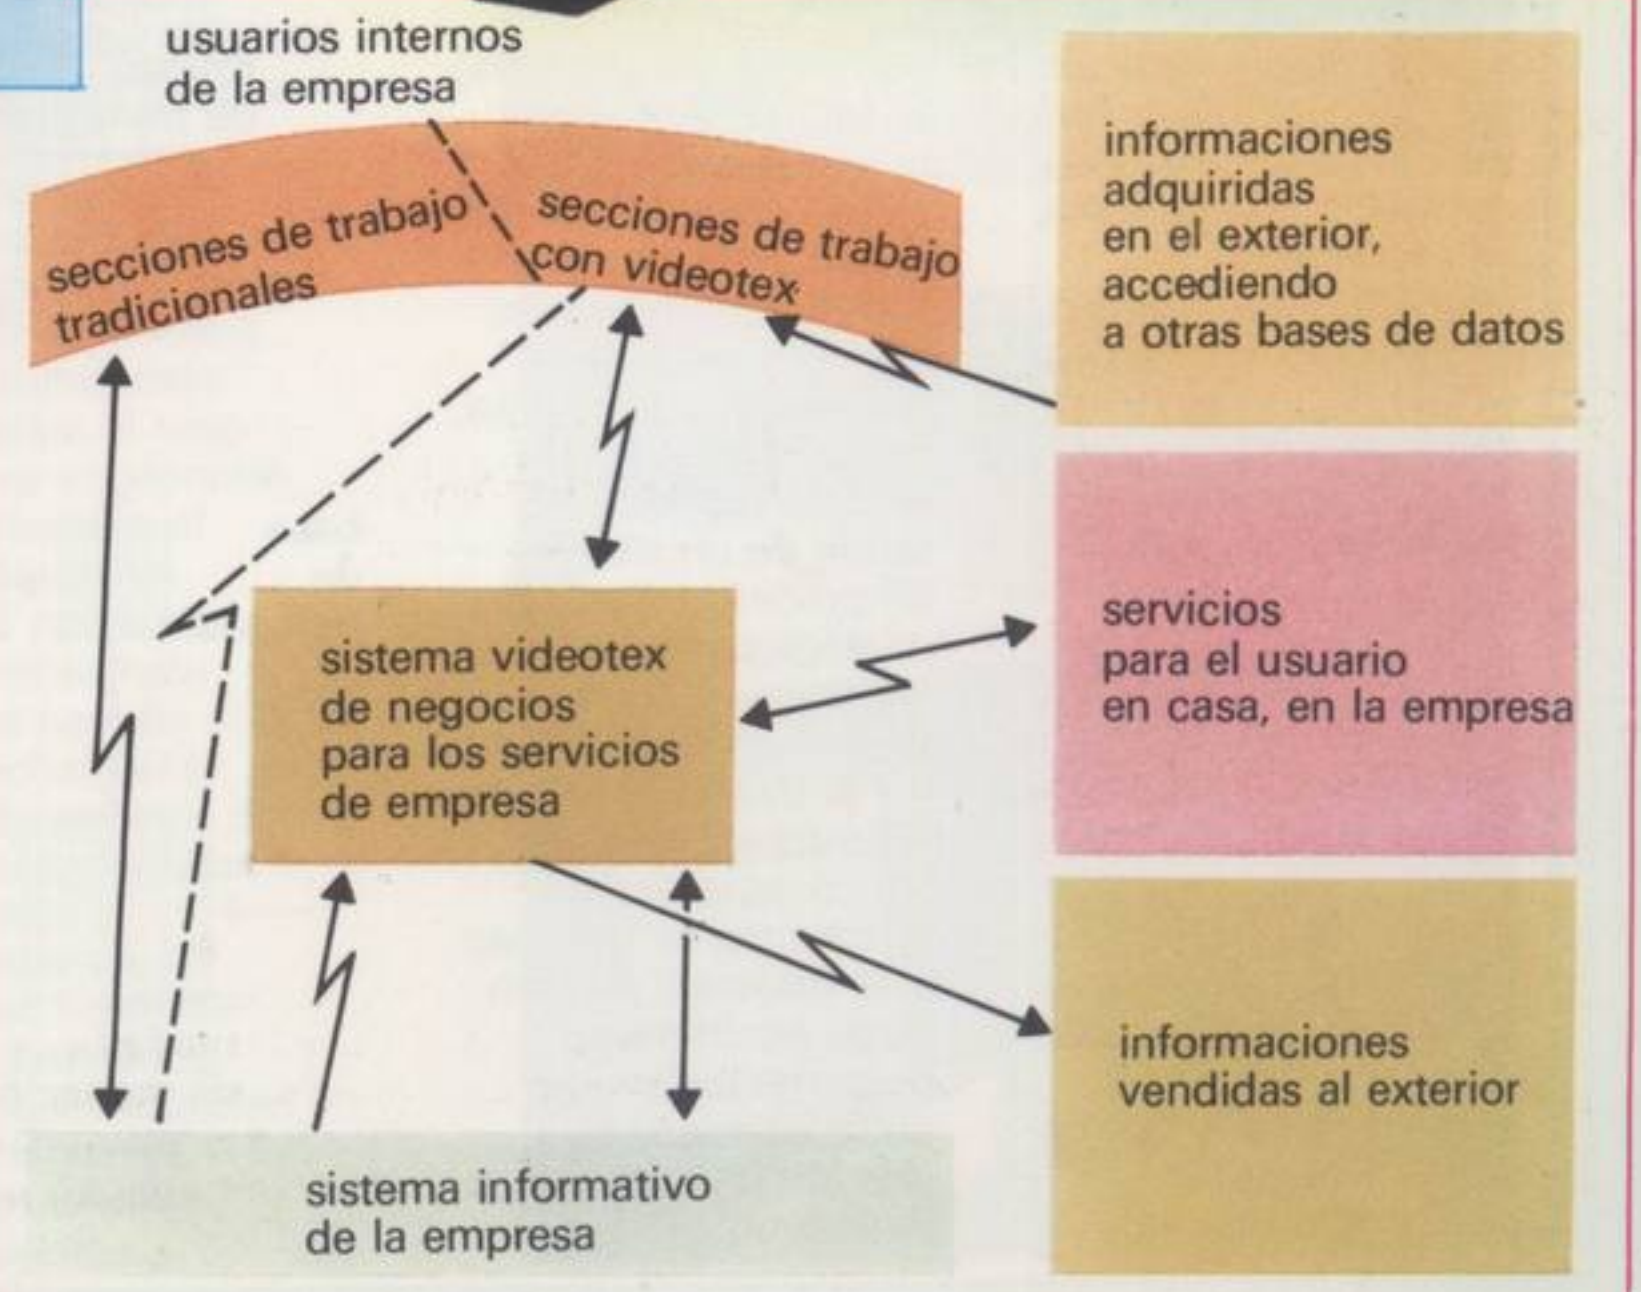 usuarios internos
de la empresa
secciones de trabajo
tradicionales
secciones de trabajo
con videotex
informaciones
adquiridas
en el exterior,
accediendo
a otras bases de datos
sistema videotex
de negocios
para los servicios
de empresa
servicios
para el usuario
en casa, en la empresa
informaciones
vendidas al exterior
sistema informativo
de la empresa